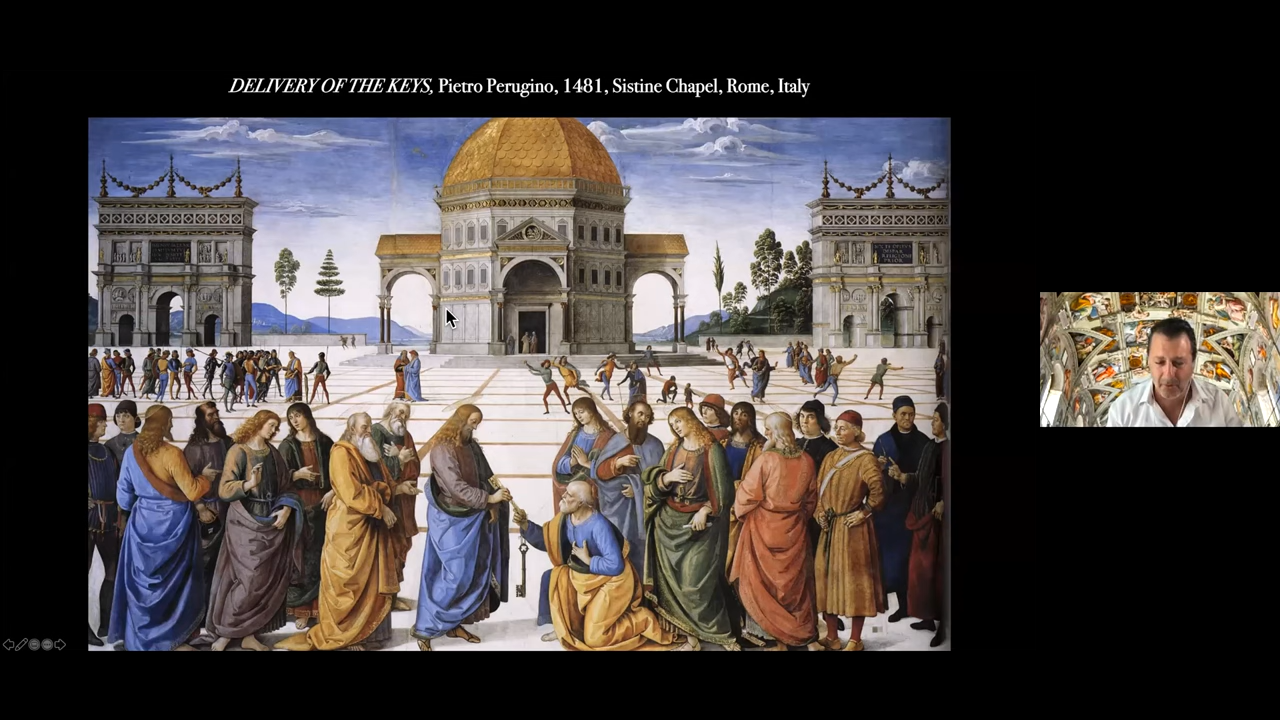 DELIVERY OF THE KEYS, Pietro Perugino, 1481, Sistine Chapel, Rome, Italy